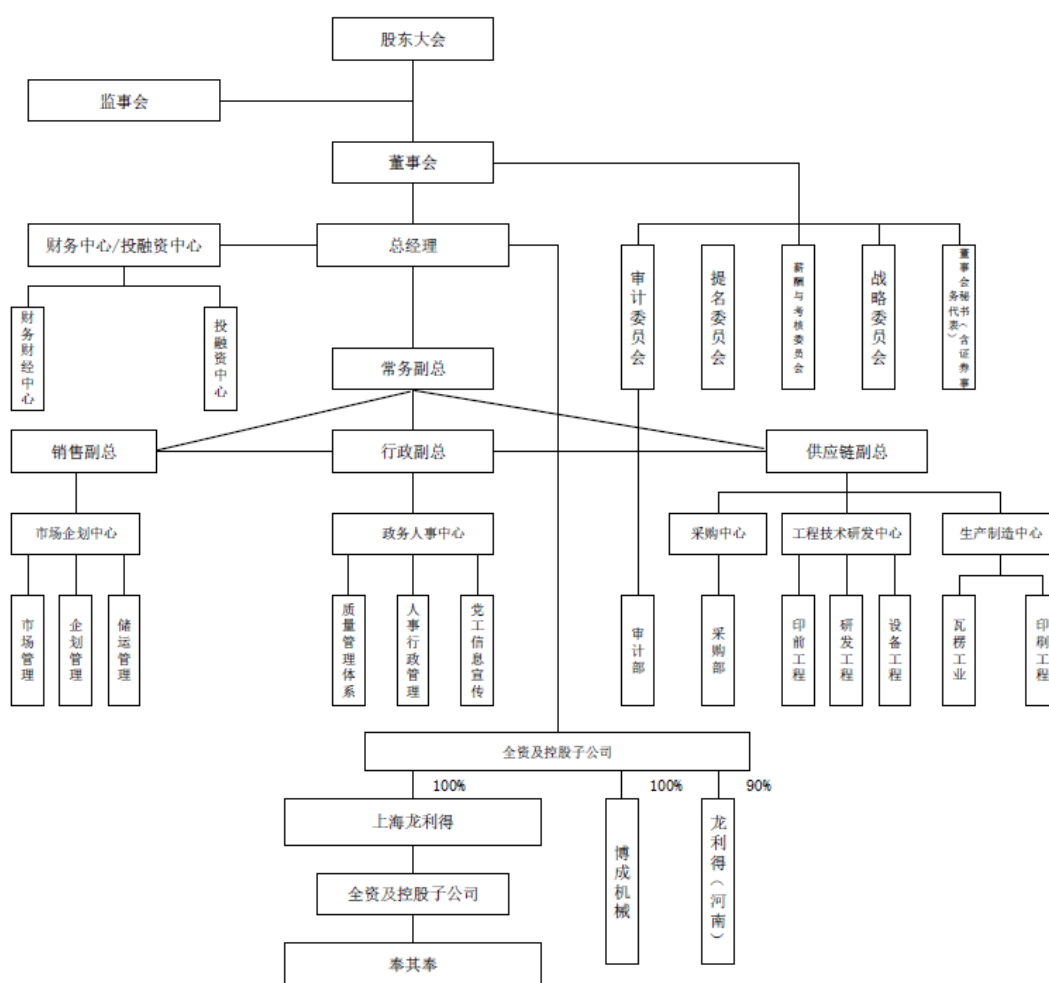 股东大会
监事会
董事会
财务中心/投融资中心
总经理
审计委员会
提名委员会
薪酬与考核委员会
战略委员会
董事会秘书（含证券事
务代表）
财务财经中心
投融资中心
常务副总
销售副总
行政副总
供应链副总
市场企划中心
政务人事中心
采购中心
工程技术研发中心
生产制造中心
市场管理
企划管理
储运管理
质量管理体系
人事行政管理
党工信息宣传
审计部
采购部
印前工程
研发工程
设备工程
瓦楞工业
印刷工程
全资及控股子公司
100%
100%
90%
上海龙利得
博成机械
龙利得（河南）
全资及控股子公司
奉其奉